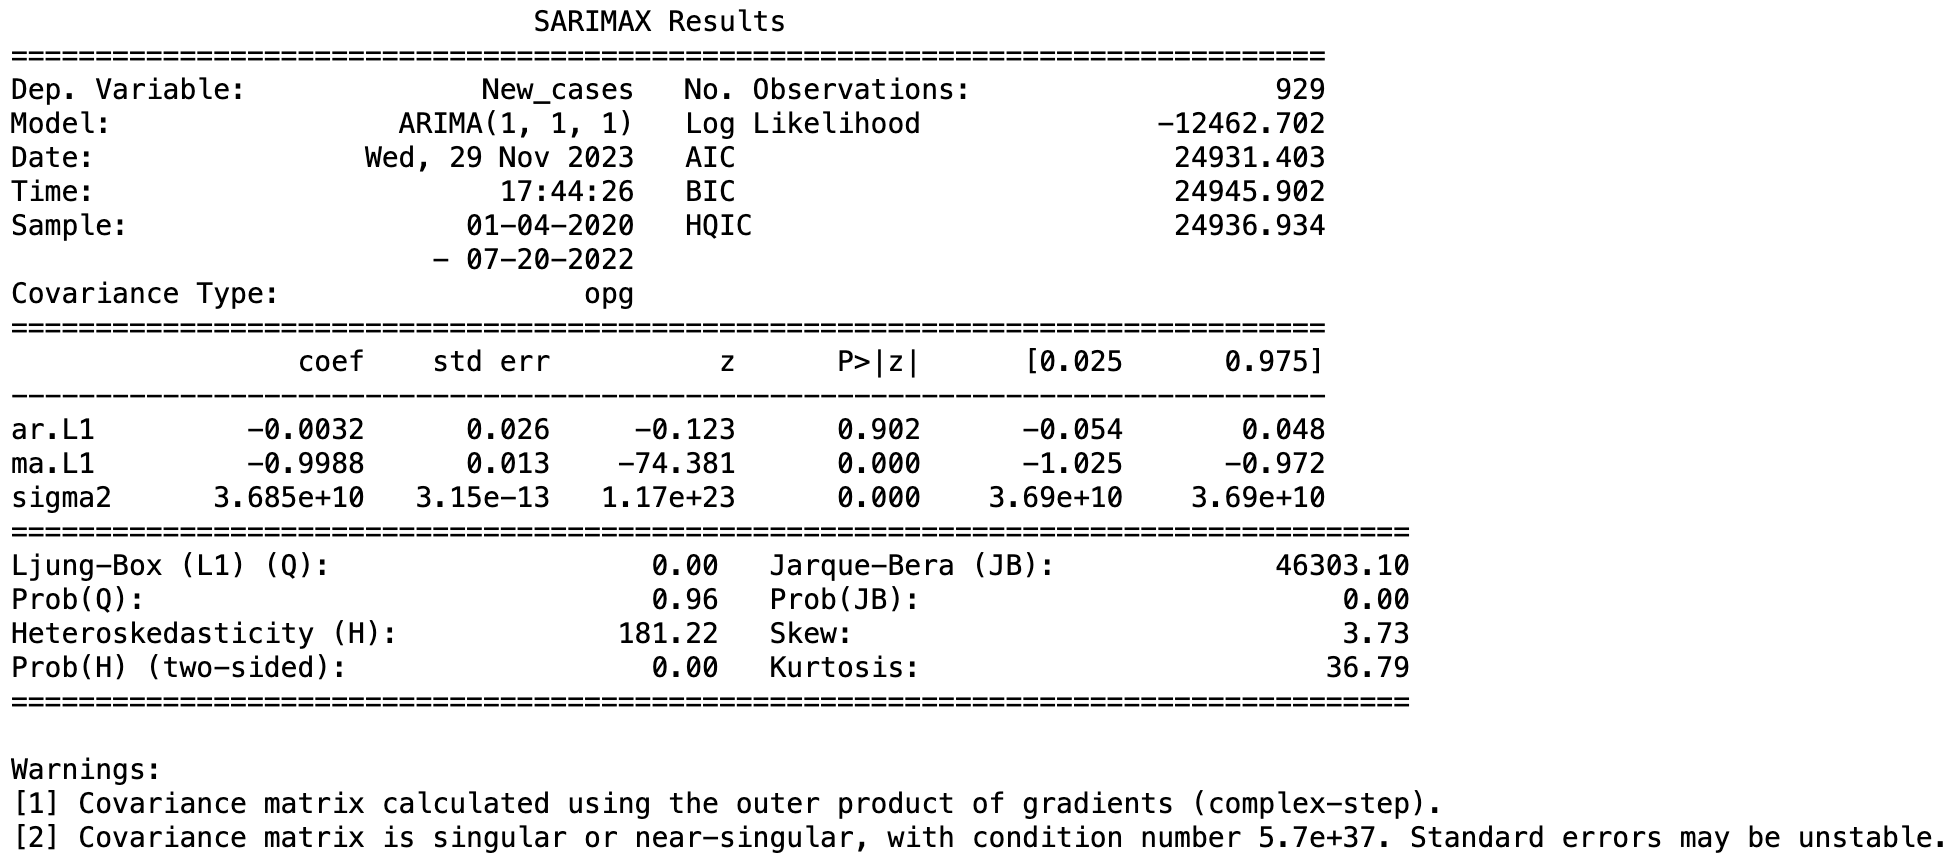 SARIMAX Results
==============================================================================
Dep. Variable:              New_cases   No. Observations:                  929
Model:                 ARIMA(1, 1, 1)   Log Likelihood              -12462.702
Date:                Wed, 29 Nov 2023   AIC                          24931.403
Time:                        17:44:26   BIC                          24945.902
Sample:                    01-04-2020   HQIC                         24936.934
                         - 07-20-2022
Covariance Type:                  opg
==============================================================================
                 coef    std err          z      P>|z|      [0.025      0.975]
------------------------------------------------------------------------------
ar.L1         -0.0032      0.026     -0.123      0.902      -0.054       0.048
ma.L1         -0.9988      0.013    -74.381      0.000      -1.025      -0.972
sigma2      3.685e+10   3.15e-13   1.17e+23      0.000    3.69e+10    3.69e+10
===================================================================================
Ljung-Box (L1) (Q):                   0.00   Jarque-Bera (JB):             46303.10
Prob(Q):                              0.96   Prob(JB):                         0.00
Heteroskedasticity (H):             181.22   Skew:                             3.73
Prob(H) (two-sided):                  0.00   Kurtosis:                        36.79
===================================================================================
Warnings:
[1] Covariance matrix calculated using the outer product of gradients (complex-step).
[2] Covariance matrix is singular or near-singular, with condition number 5.7e+37. Standard errors may be unstable.